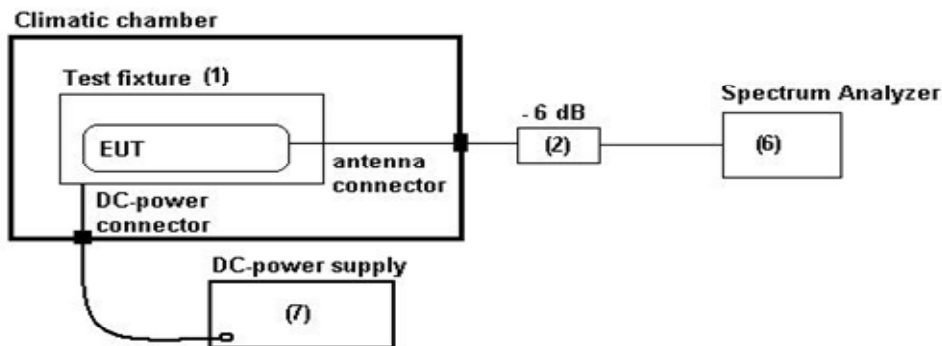 Climatic chamber
Test fixture (1)
EUT
antenna
connector
DC-power
connector
- 6 dB
(2)
Spectrum Analyzer
(6)
DC-power supply
(7)